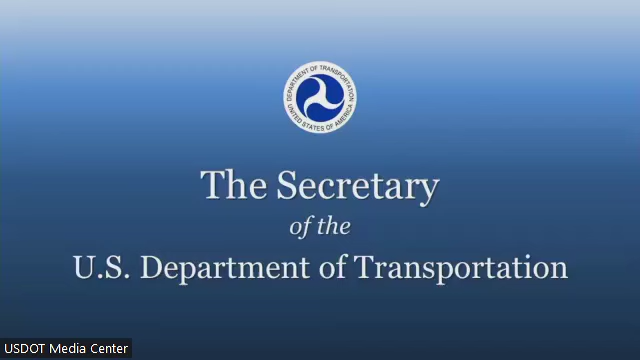 DEPARTMENT OF TRANSPORTATION
UNITED STATES OF AMERICA
The Secretary
of the
U.S. Department of Transportation
USDOT Media Center